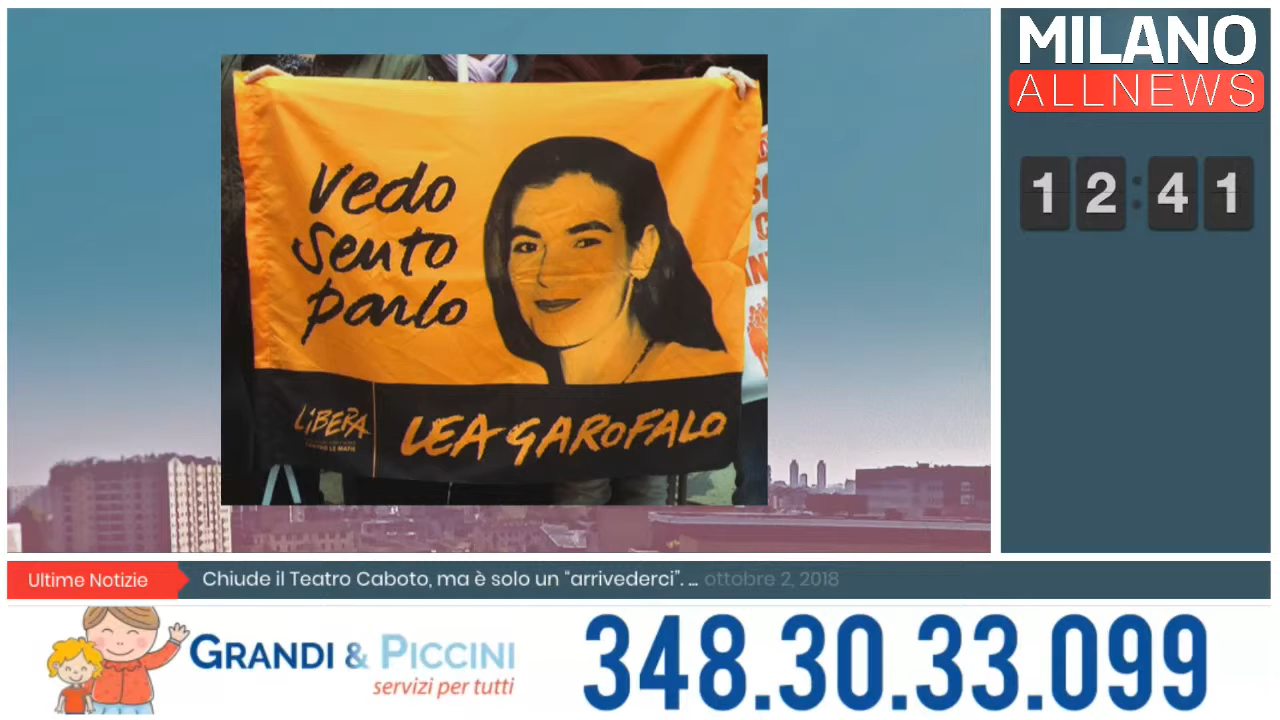 MILANO
ALLNEWS
12:41
Vedo
sento
parlo
LIBERA
LEA GAROFALO
Ultime Notizie
Chiude il Teatro Caboto, ma è solo un “arrivederci”. ... ottobre 2, 2018
GRANDI & PICCINI
servizi per tutti
348.30.33.099